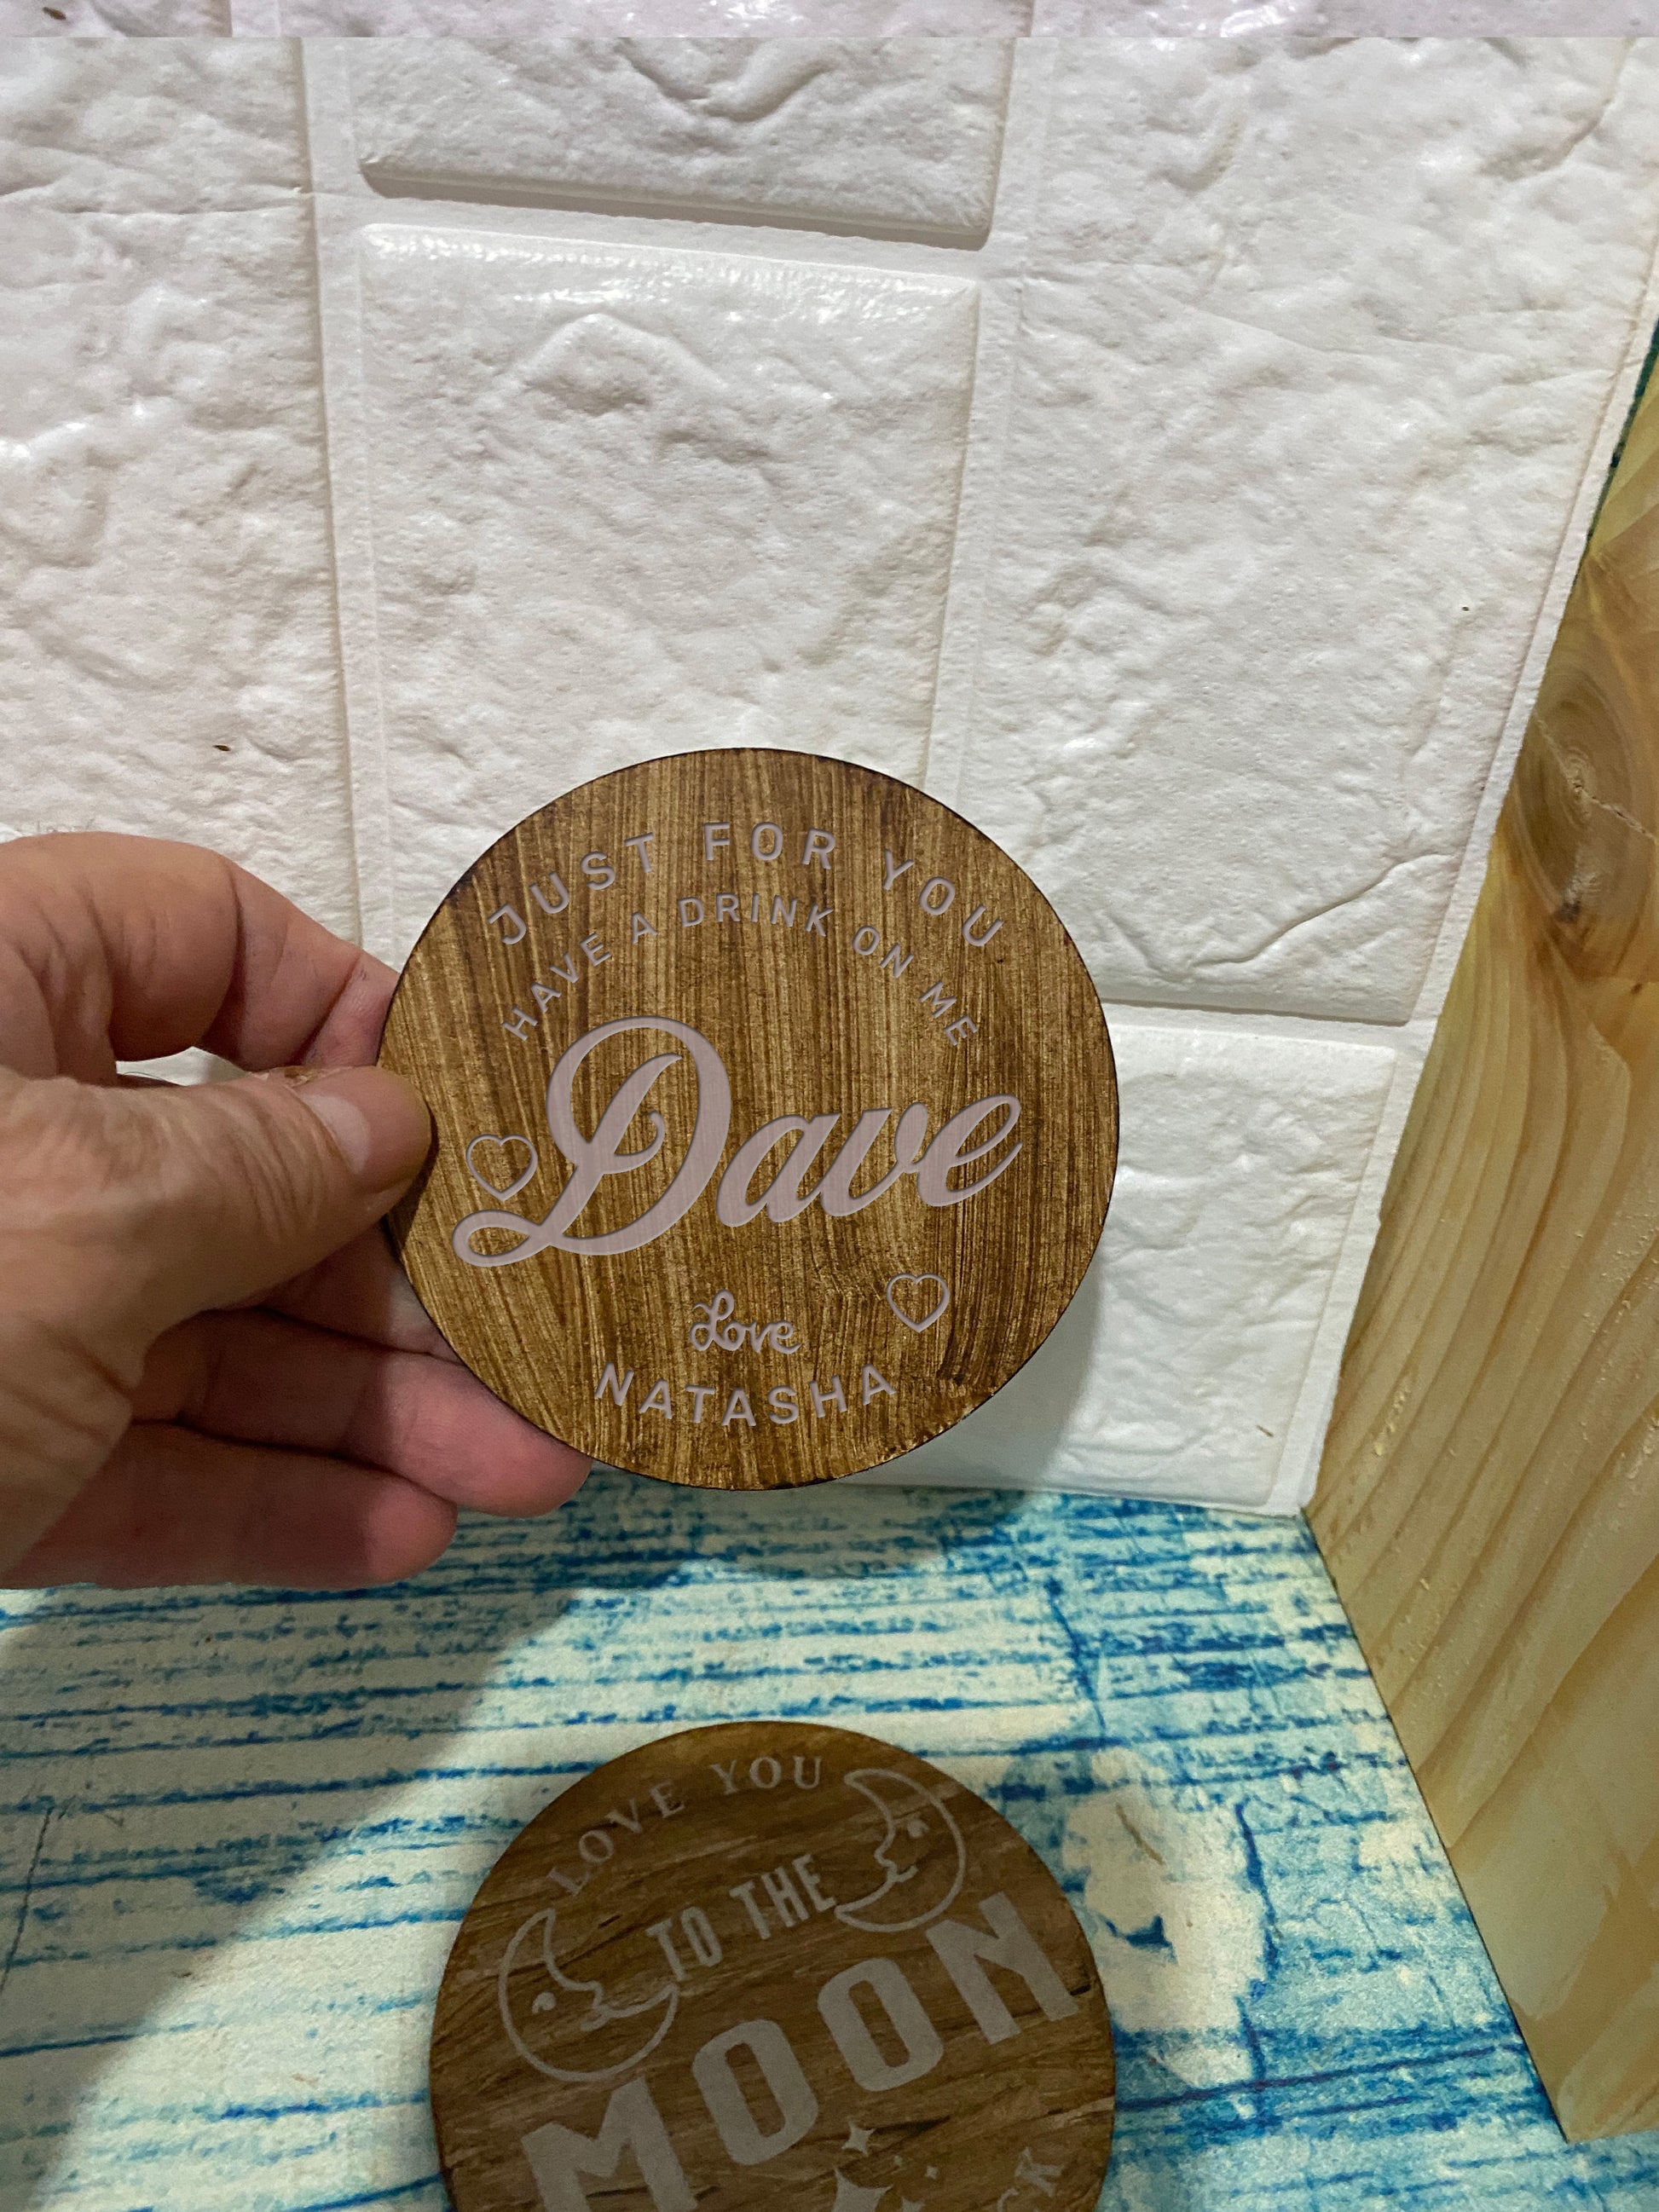 JUST FOR YOU
HAVE A DRINK ON ME
Dave
Love
NATASHA
LOVE YOU
TO THE
MOON